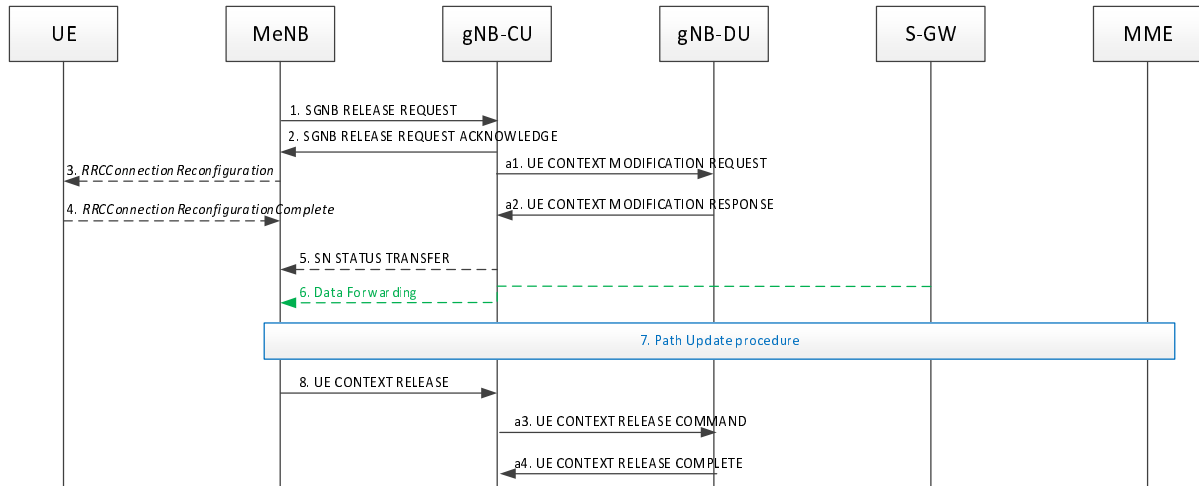 UE
MeNB
gNB-CU
gNB-DU
S-GW
MME
1. SGNB RELEASE REQUEST
2. SGNB RELEASE REQUEST ACKNOWLEDGE
a1. UE CONTEXT MODIFICATION REQUEST
3. RRCConnectionReconfiguration
a2. UE CONTEXT MODIFICATION RESPONSE
4. RRCConnectionReconfigurationComplete
5. SN STATUS TRANSFER
6. Data Forwarding
7. Path Update procedure
8. UE CONTEXT RELEASE
a3. UE CONTEXT RELEASE COMMAND
a4. UE CONTEXT RELEASE COMPLETE